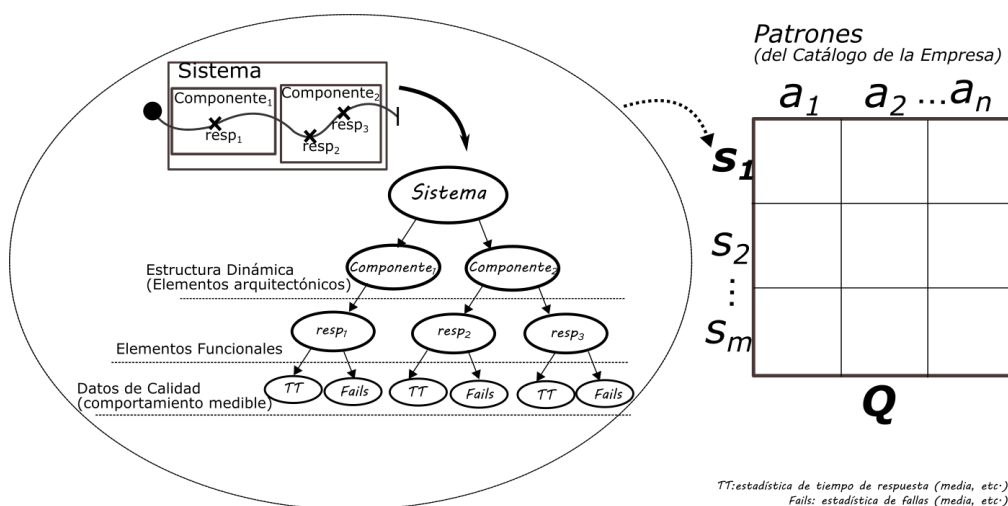 Sistema
Componente1
Componente2
resp1
resp2
resp3
Sistema
Componente1
Componente2
Estructura Dinámica
(Elementos arquitectónicos)
resp1
resp2
resp3
Elementos Funcionales
TT
Fails
TT
Fails
TT
Fails
Datos de Calidad
(comportamiento medible)
Patrones
(del Catálogo de la Empresa)
a1 a2 ...an
s1
s2
...
sm
Q
TT:estadística de tiempo de respuesta (media, etc.)
Fails: estadística de fallas (media, etc.)